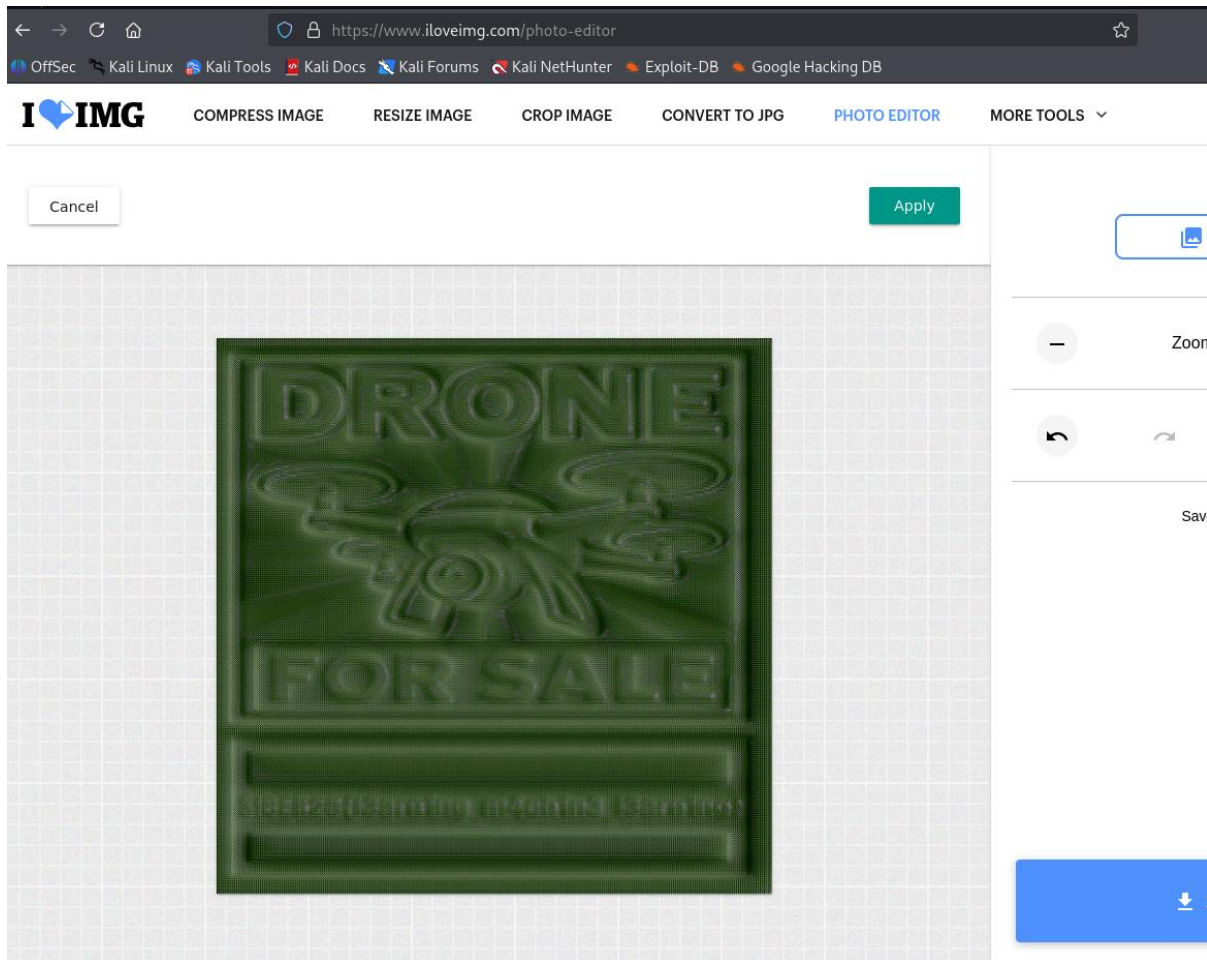 https://www.iloveimg.com/photo-editor
OffSec Kali Linux Kali Tools Kali Docs Kali Forums Kali NetHunter Exploit-DB Google Hacking DB
I IMG COMPRESS IMAGE RESIZE IMAGE CROP IMAGE CONVERT TO JPG PHOTO EDITOR MORE TOOLS
Cancel Apply
Zoom
DRONE
Sav
FOR SALE